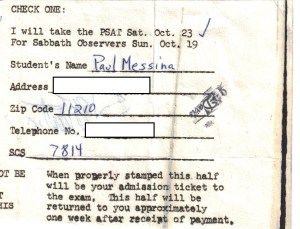 CHECK ONE:
I will take the PSAT Sat. Oct. 23 ✓
For Sabbath Observers Sun. Oct. 19
Student's Name Paul Messina
Address
Zip Code 11210
Telephone No.
SCS 7814
OT BE When properly stamped this half
will be your admission ticket to
T the exam. This half will be
HIS returned to you approximately
one week after receipt of payment.